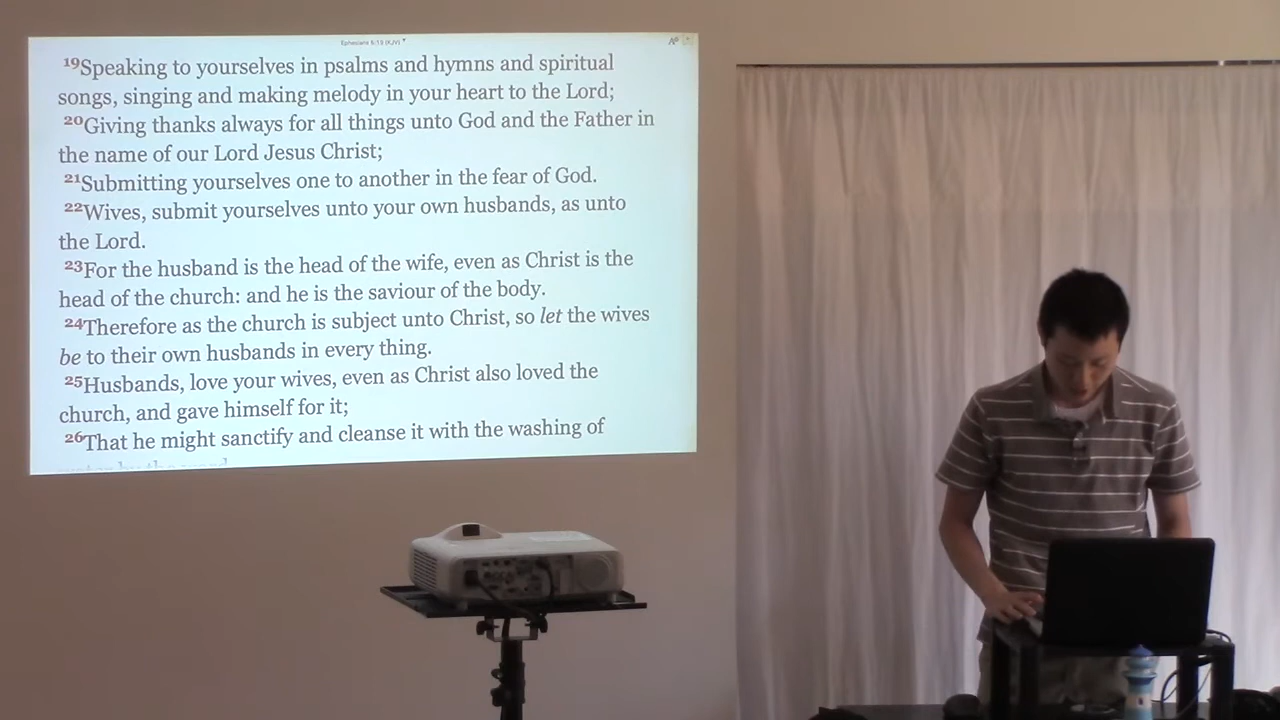 Ephesians 5:19 (KJV)
19Speaking to yourselves in psalms and hymns and spiritual
songs, singing and making melody in your heart to the Lord;
20Giving thanks always for all things unto God and the Father in
the name of our Lord Jesus Christ;
21Submitting yourselves one to another in the fear of God.
22Wives, submit yourselves unto your own husbands, as unto
the Lord.
23For the husband is the head of the wife, even as Christ is the
head of the church: and he is the saviour of the body.
24Therefore as the church is subject unto Christ, so let the wives
be to their own husbands in every thing.
25Husbands, love your wives, even as Christ also loved the
church, and gave himself for it;
26That he might sanctify and cleanse it with the washing of